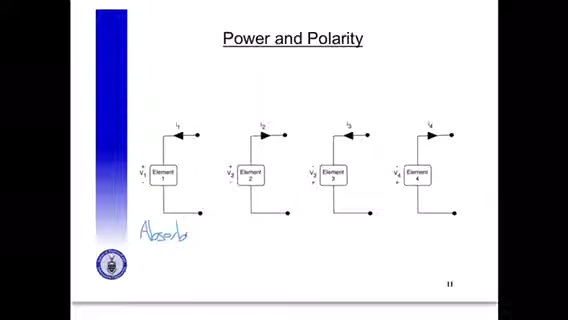 Power and Polarity
i1 i2 i3 i4
+ + - -
V1 Element 1 V2 Element 2 V3 Element 3 V4 Element 4
- - + +
Absorb
11